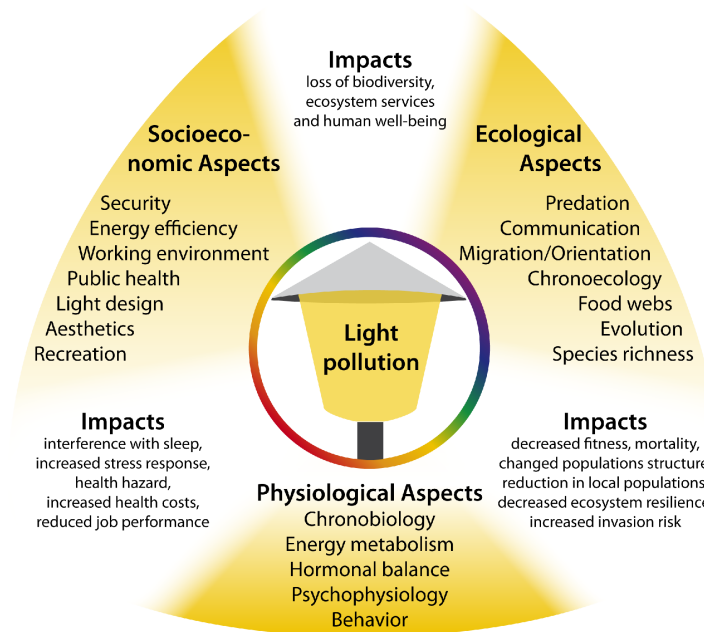 Impacts
loss of biodiversity,
ecosystem services
and human well-being
Socioeco-
nomic Aspects
Security
Energy efficiency
Working environment
Public health
Light design
Aesthetics
Recreation
Ecological
Aspects
Predation
Communication
Migration/Orientation
Chronoecology
Food webs
Evolution
Species richness
Light
pollution
Impacts
interference with sleep,
increased stress response,
health hazard,
increased health costs,
reduced job performance
Impacts
decreased fitness, mortality,
changed populations structure
reduction in local populations
decreased ecosystem resilience
increased invasion risk
Physiological Aspects
Chronobiology
Energy metabolism
Hormonal balance
Psychophysiology
Behavior